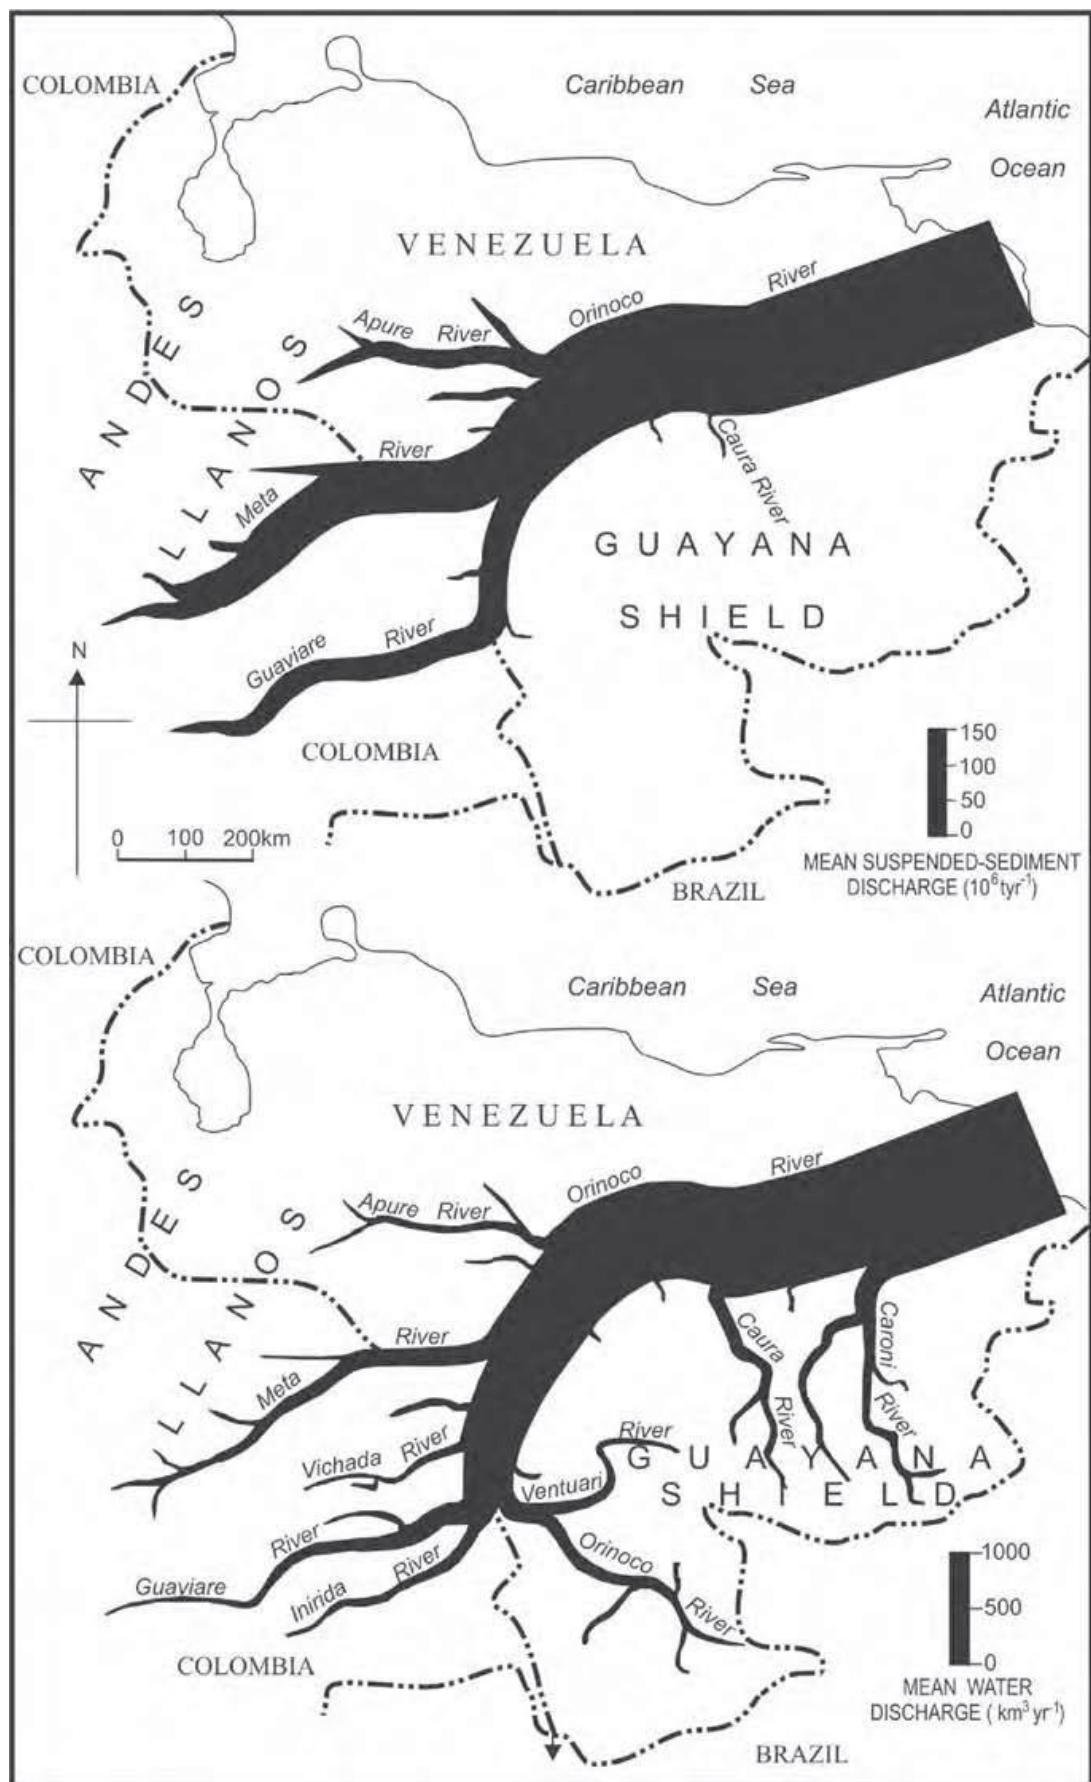 COLOMBIA
Caribbean Sea
Atlantic
Ocean
VENEZUELA
ANDES
LLANOS
Apure River
Orinoco River
River
Meta
Caura River
GUAYANA
SHIELD
Guaviare River
N
COLOMBIA
0 100 200km
BRAZIL
150
100
50
0
MEAN SUSPENDED-SEDIMENT
DISCHARGE (10⁶ tyr⁻¹)
COLOMBIA
Caribbean Sea
Atlantic
Ocean
VENEZUELA
ANDES
LLANOS
Apure River
Orinoco River
River
Meta
Caura River
Caroni River
Vichada River
Ventuari River
GUAYANA
SHIELD
Guaviare River
Inirida River
Orinoco River
COLOMBIA
BRAZIL
1000
500
0
MEAN WATER
DISCHARGE ( km³ yr⁻¹)